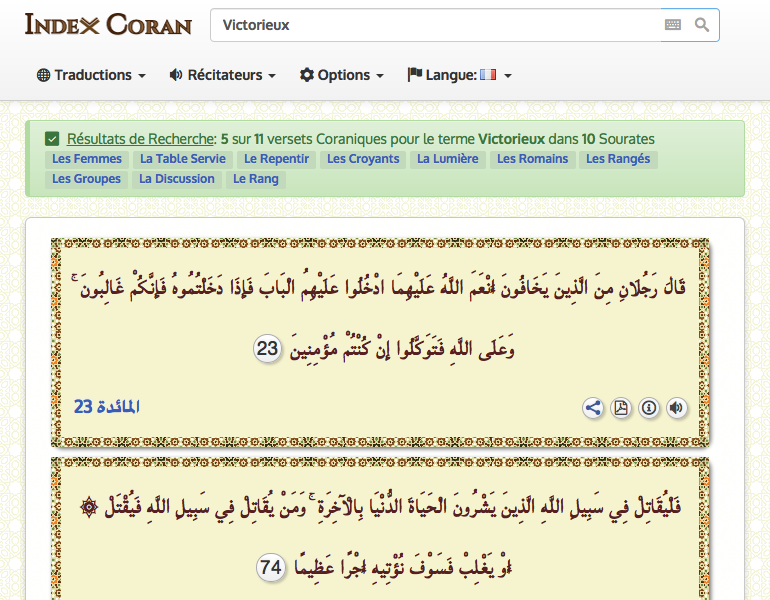 INDEX CORAN
Victorieux
Traductions
Récitateurs
Options
Langue:
Résultats de Recherche: 5 sur 11 versets Coraniques pour le terme Victorieux dans 10 Sourates
Les Femmes La Table Servie Le Repentir Les Croyants La Lumière Les Romains Les Rangés
Les Groupes La Discussion Le Rang
قَالَ رَجُلَانِ مِنَ الَّذِينَ يَخَافُونَ أَنْعَمَ اللَّهُ عَلَيْهِمَا ادْخُلُوا عَلَيْهِمُ الْبَابَ فَإِذَا دَخَلْتُمُوهُ فَإِنَّكُمْ غَالِبُونَ ۚ
وَعَلَى اللَّهِ فَتَوَكَّلُوا إِنْ كُنْتُمْ مُؤْمِنِينَ 23
المائدة 23
فَلْيُقَاتِلْ فِي سَبِيلِ اللَّهِ الَّذِينَ يَشْرُونَ الْحَيَاةَ الدُّنْيَا بِالْآخِرَةِ ۚ وَمَنْ يُقَاتِلْ فِي سَبِيلِ اللَّهِ فَيُقْتَلْ ۞
أَوْ يَغْلِبْ فَسَوْفَ نُؤْتِيهِ أَجْرًا عَظِيمًا 74